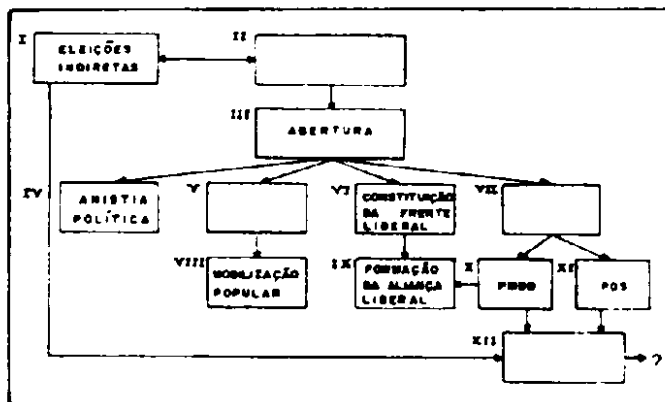 I
ELEIÇÕES
INDIRETAS
II
III
ABERTURA
IV
ANISTIA
POLÍTICA
V
VI
CONSTITUIÇÃO
DA FRENTE
LIBERAL
VII
VIII
MOBILIZAÇÃO
POPULAR
IX
FORMAÇÃO
DA ALIANÇA
LIBERAL
X
PMDB
XI
PDS
XII
?